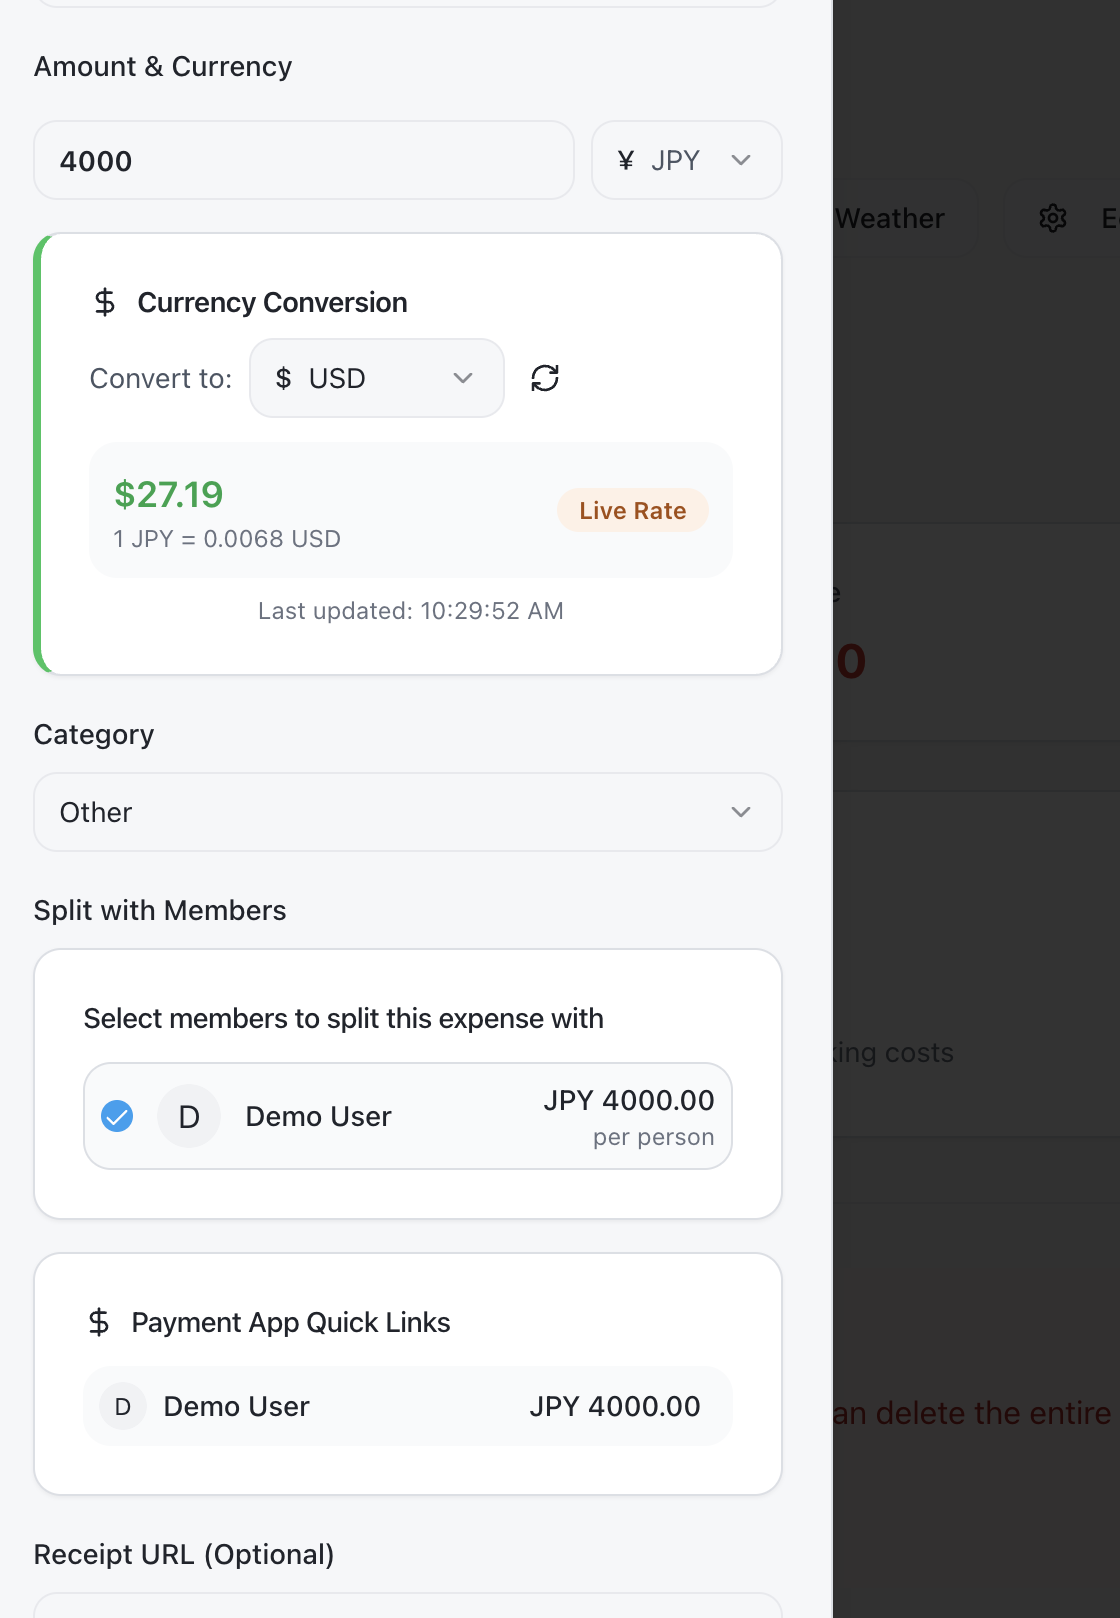 Amount & Currency
4000
¥ JPY
Currency Conversion
Convert to:
$ USD
$27.19
1 JPY = 0.0068 USD
Live Rate
Last updated: 10:29:52 AM
Category
Other
Split with Members
Select members to split this expense with
D
Demo User
JPY 4000.00
per person
Payment App Quick Links
D
Demo User
JPY 4000.00
Receipt URL (Optional)
Weather
0
costs
delete the entire